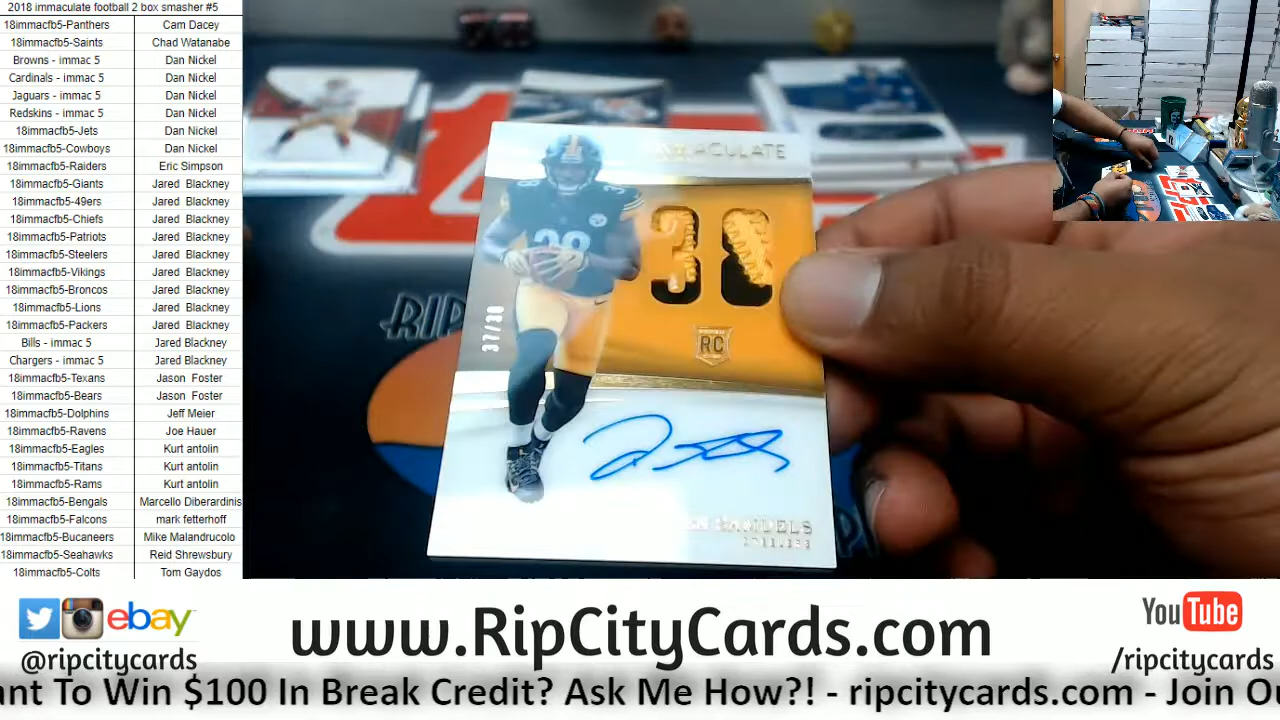 2018 immaculate football 2 box smasher #5
18immacfb5-Panthers Cam Dacey
18immacfb5-Saints Chad Watanabe
Browns - immac 5 Dan Nickel
Cardinals - immac 5 Dan Nickel
Jaguars - immac 5 Dan Nickel
Redskins - immac 5 Dan Nickel
18immacfb5-Jets Dan Nickel
18immacfb5-Cowboys Dan Nickel
18immacfb5-Raiders Eric Simpson
18immacfb5-Giants Jared Blackney
18immacfb5-49ers Jared Blackney
18immacfb5-Chiefs Jared Blackney
18immacfb5-Patriots Jared Blackney
18immacfb5-Steelers Jared Blackney
18immacfb5-Vikings Jared Blackney
18immacfb5-Broncos Jared Blackney
18immacfb5-Lions Jared Blackney
18immacfb5-Packers Jared Blackney
Bills - immac 5 Jared Blackney
Chargers - immac 5 Jared Blackney
18immacfb5-Texans Jason Foster
18immacfb5-Bears Jason Foster
18immacfb5-Dolphins Jeff Meier
18immacfb5-Ravens Joe Hauer
18immacfb5-Eagles Kurt antolin
18immacfb5-Titans Kurt antolin
18immacfb5-Rams Kurt antolin
18immacfb5-Bengals Marcello Diberardinis
18immacfb5-Falcons mark fetterhoff
18immacfb5-Bucaneers Mike Malandrucolo
18immacfb5-Seahawks Reid Shrewsbury
18immacfb5-Colts Tom Gaydos
38
38
37/38
RC
RIP
ebay
@ripcitycards
www.RipCityCards.com
YouTube
/ripcitycards
To Win $100 In Break Credit? Ask Me How?! - ripcitycards.com - Join